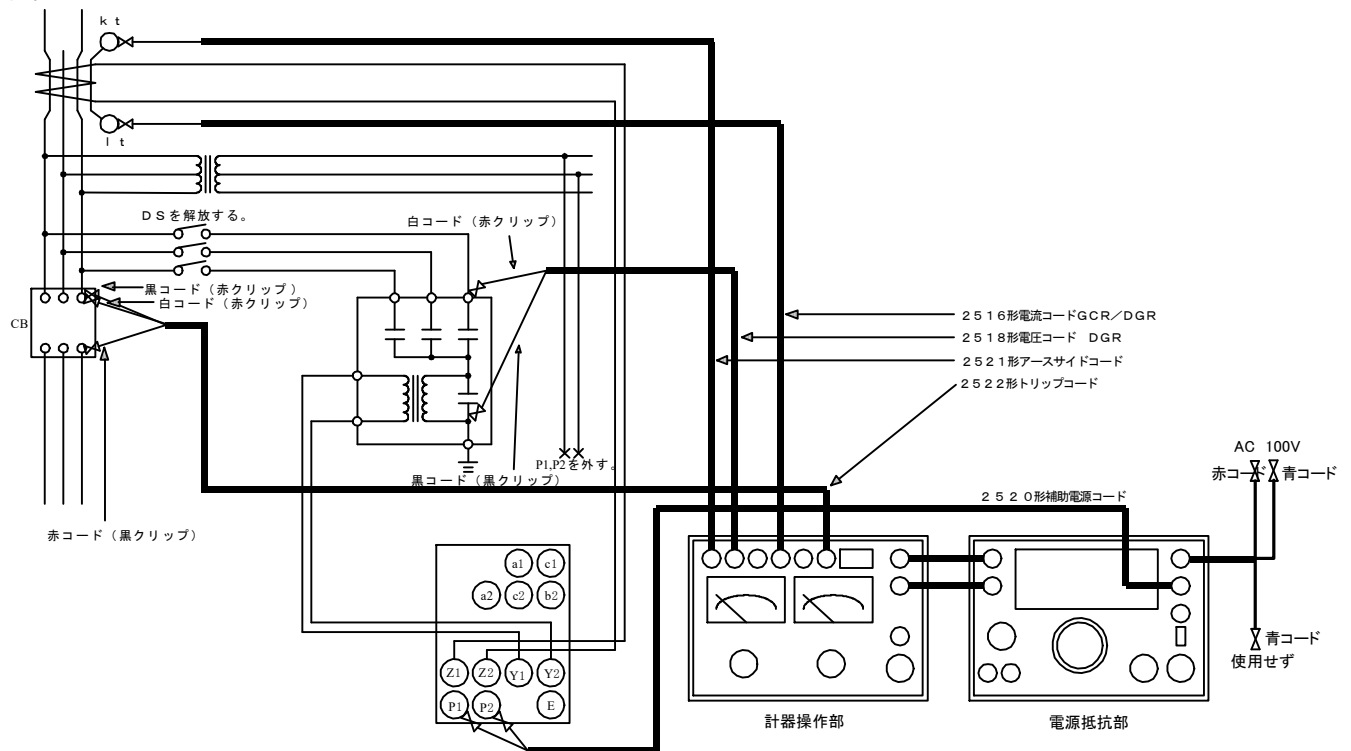 kt
lt
DSを解放する。
白コード（赤クリップ）
黒コード（赤クリップ）
白コード（赤クリップ）
CB
2516形電流コードGCR／DGR
2518形電圧コード DGR
2521形アースサイドコード
2522形トリップコード
P1,P2を外す。
黒コード（黒クリップ）
AC 100V
赤コード
青コード
2520形補助電源コード
赤コード（黒クリップ）
a1
c1
a2
c2
b2
Z1
Z2
Y1
Y2
P1
P2
E
青コード
使用せず
計器操作部
電源抵抗部